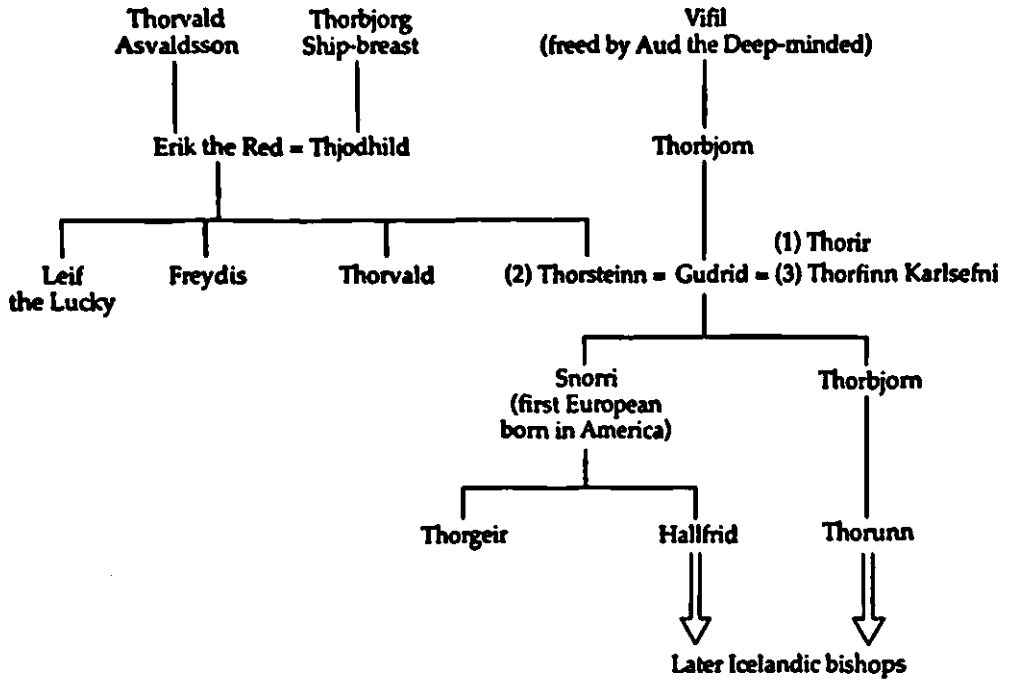 Thorvald
Asvaldsson
Thorbjorg
Ship-breast
Vifil
(freed by Aud the Deep-minded)
Erik the Red = Thjodhild
Thorbjorn
Leif
the Lucky
Freydis
Thorvald
(1) Thorir
(2) Thorsteinn = Gudrid = (3) Thorfinn Karlsefni
Snorri
(first European
born in America)
Thorbjorn
Thorgeir
Hallfrid
Thorunn
Later Icelandic bishops